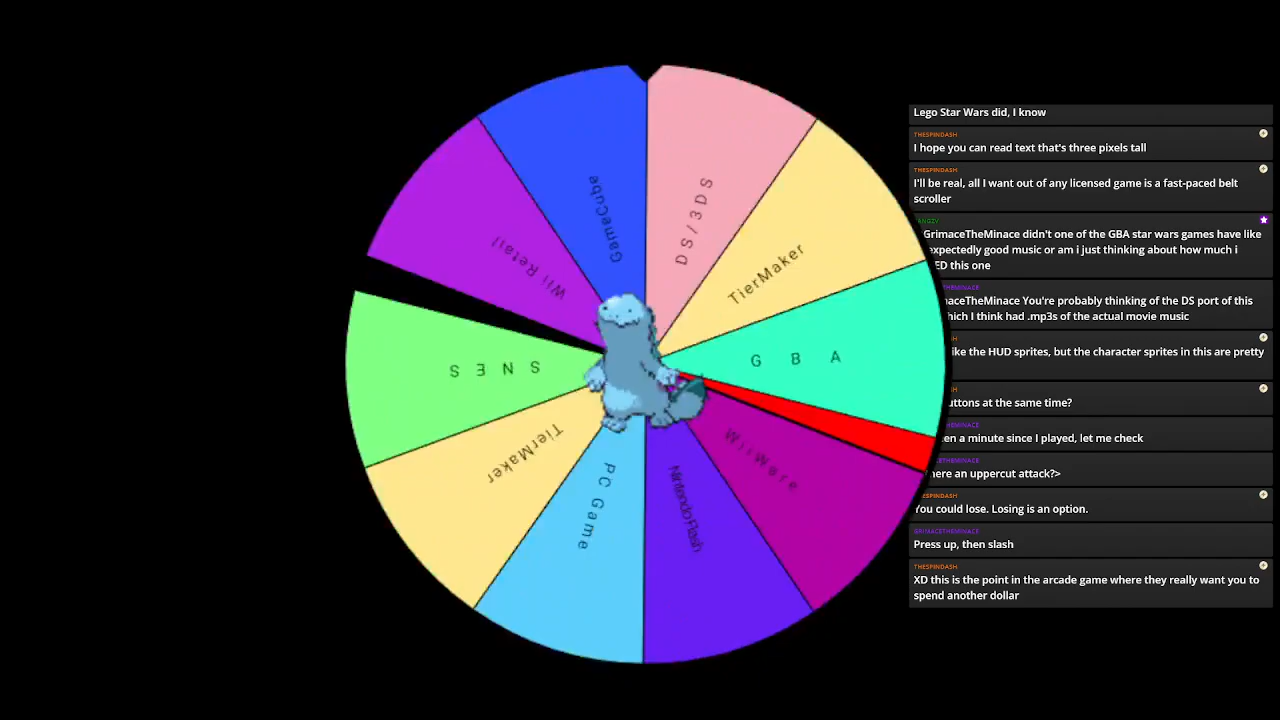 GameCube
DS/3DS
TierMaker
GBA
WiiWare
Nintendo Flash
PC Game
TierMaker
SNES
Wii Retail
Lego Star Wars did, I know
THESPINDASH
I hope you can read text that's three pixels tall
THESPINDASH
I'll be real, all I want out of any licensed game is a fast-paced belt
scroller
GrimaceTheMinace didn't one of the GBA star wars games have like
expectedly good music or am i just thinking about how much i
ED this one
THEMINACE
naceTheMinace You're probably thinking of the DS port of this
hich I think had .mp3s of the actual movie music
ike the HUD sprites, but the character sprites in this are pretty
uttons at the same time?
THEMINACE
en a minute since I played, let me check
THEMINACE
here an uppercut attack?>
ESPINDASH
You could lose. Losing is an option.
GRIMACETHEMINACE
Press up, then slash
THESPINDASH
XD this is the point in the arcade game where they really want you to
spend another dollar